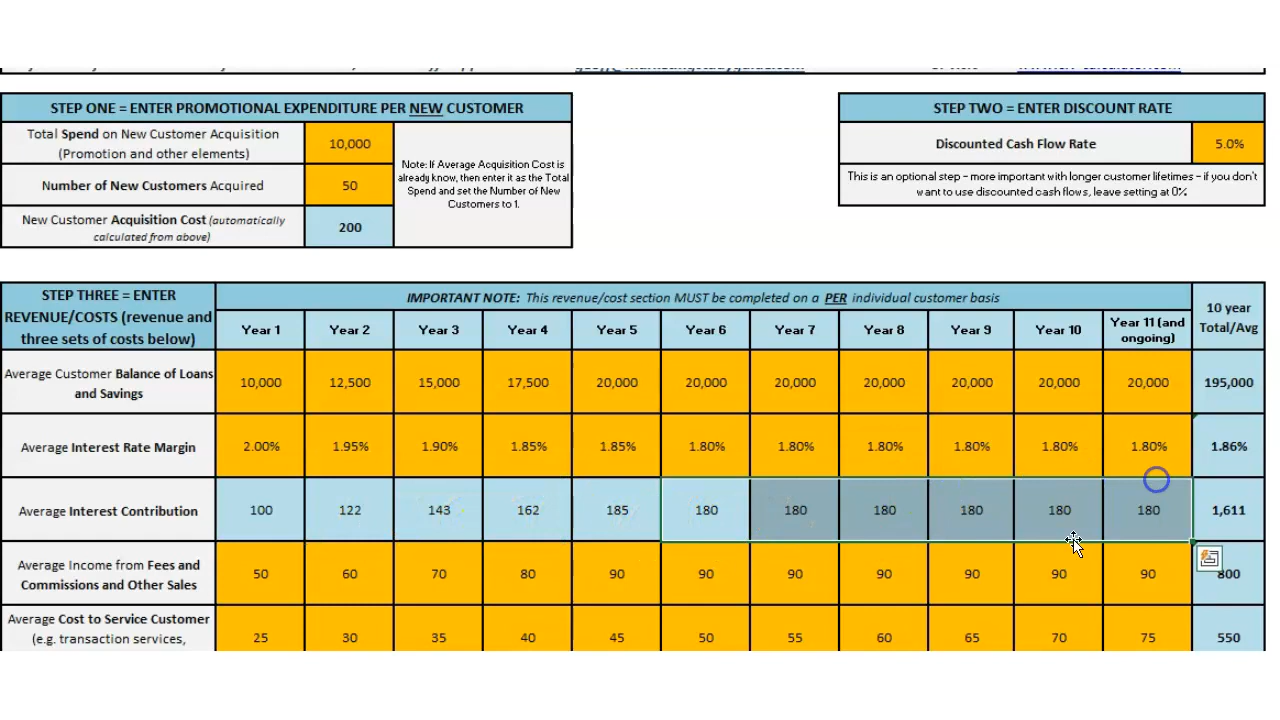 STEP ONE = ENTER PROMOTIONAL EXPENDITURE PER NEW CUSTOMER
Total Spend on New Customer Acquisition
(Promotion and other elements)
10,000
Number of New Customers Acquired
50
New Customer Acquisition Cost (automatically
calculated from above)
200
Note: If Average Acquisition Cost is
already know, then enter it as the Total
Spend and set the Number of New
Customers to 1.
STEP TWO = ENTER DISCOUNT RATE
Discounted Cash Flow Rate
5.0%
This is an optional step - more important with longer customer lifetimes - if you don't
want to use discounted cash flows, leave setting at 0%
STEP THREE = ENTER
REVENUE/COSTS (revenue and
three sets of costs below)
IMPORTANT NOTE: This revenue/cost section MUST be completed on a PER individual customer basis
Year 1 Year 2 Year 3 Year 4 Year 5 Year 6 Year 7 Year 8 Year 9 Year 10
Year 11 (and
ongoing)
10 year
Total/Avg
Average Customer Balance of Loans
and Savings
10,000 12,500 15,000 17,500 20,000 20,000 20,000 20,000 20,000 20,000 20,000 195,000
Average Interest Rate Margin
2.00% 1.95% 1.90% 1.85% 1.85% 1.80% 1.80% 1.80% 1.80% 1.80% 1.80% 1.86%
Average Interest Contribution
100 122 143 162 185 180 180 180 180 180 180 1,611
Average Income from Fees and
Commissions and Other Sales
50 60 70 80 90 90 90 90 90 90 90 800
Average Cost to Service Customer
(e.g. transaction services,
25 30 35 40 45 50 55 60 65 70 75 550